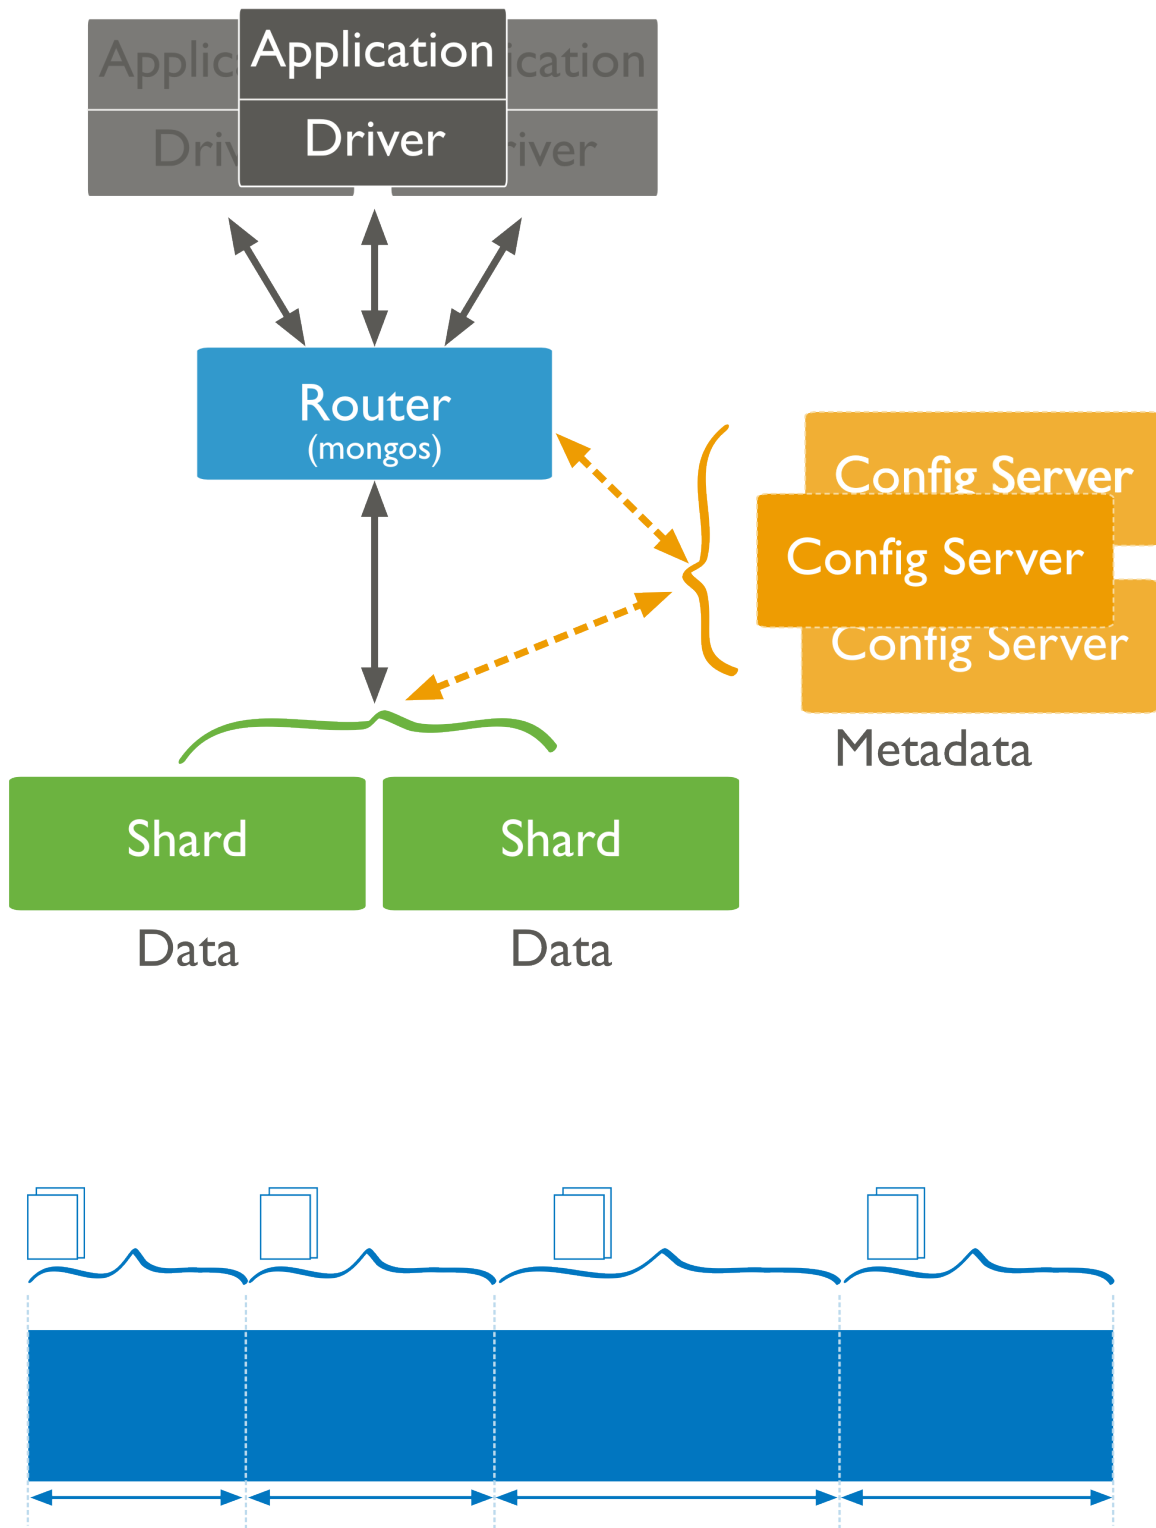 Application
Driver
Router
(mongos)
Config Server
Config Server
Config Server
Metadata
Shard
Shard
Data
Data